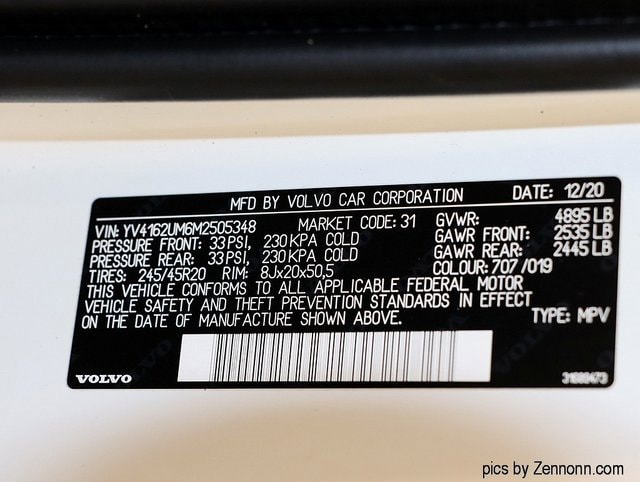 MFD BY VOLVO CAR CORPORATION DATE: 12/20
VIN: YV4162UM6M2505348 MARKET CODE: 31 GVWR: 4895 LB
PRESSURE FRONT: 33 PSI, 230 KPA COLD GAWR FRONT: 2535 LB
PRESSURE REAR: 33 PSI, 230 KPA COLD GAWR REAR: 2445 LB
TIRES: 245/45R20 RIM: 8Jx20x50,5 COLOUR: 707 /019
THIS VEHICLE CONFORMS TO ALL APPLICABLE FEDERAL MOTOR
VEHICLE SAFETY AND THEFT PREVENTION STANDARDS IN EFFECT
ON THE DATE OF MANUFACTURE SHOWN ABOVE. TYPE: MPV
VOLVO
pics by Zennonn.com